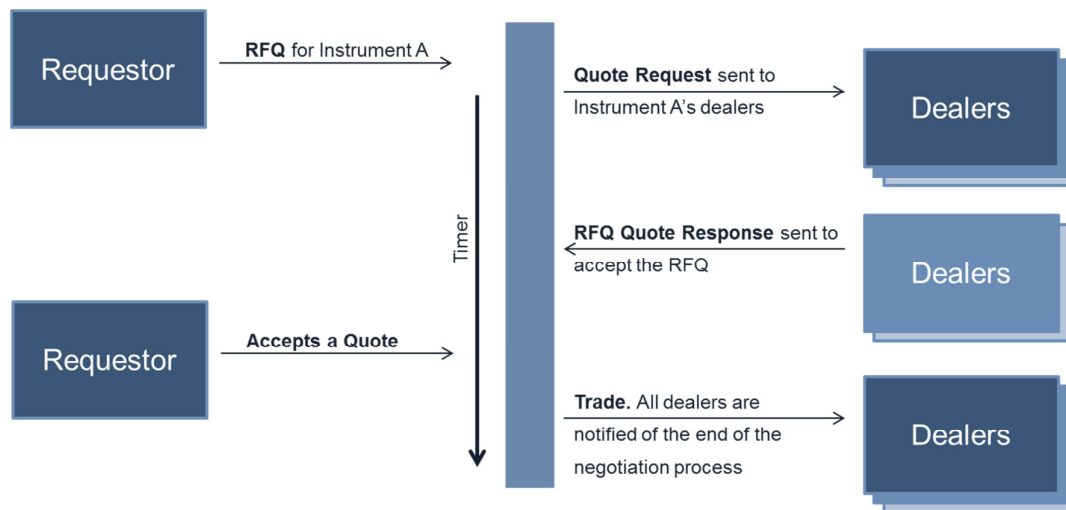 Requestor
RFQ for Instrument A
Quote Request sent to
Instrument A's dealers
Dealers
Timer
RFQ Quote Response sent to
accept the RFQ
Dealers
Requestor
Accepts a Quote
Trade. All dealers are
notified of the end of the
negotiation process
Dealers